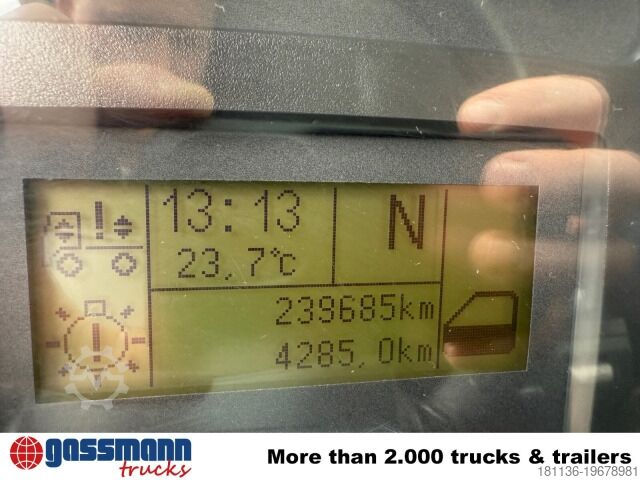 13:13
N
23,7°C
239685km
4285,0km
gassmann
trucks
More than 2.000 trucks & trailers
181136-19678981